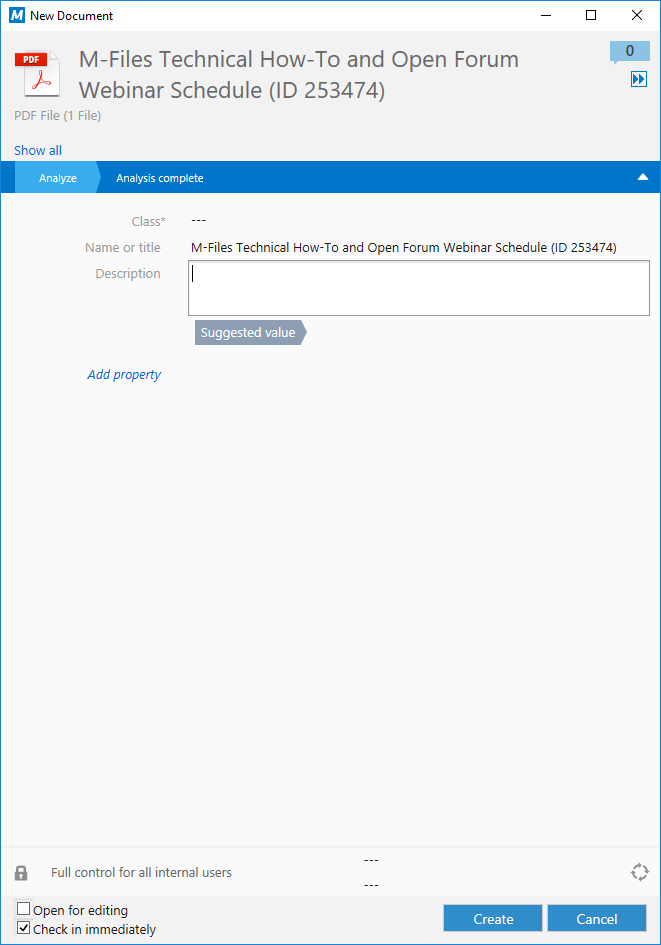 M New Document
PDF
M-Files Technical How-To and Open Forum
Webinar Schedule (ID 253474)
0
PDF File (1 File)
Show all
Analyze Analysis complete
Class* ---
Name or title M-Files Technical How-To and Open Forum Webinar Schedule (ID 253474)
Description
Suggested value
Add property
---
Full control for all internal users
---
Open for editing
Check in immediately
Create Cancel